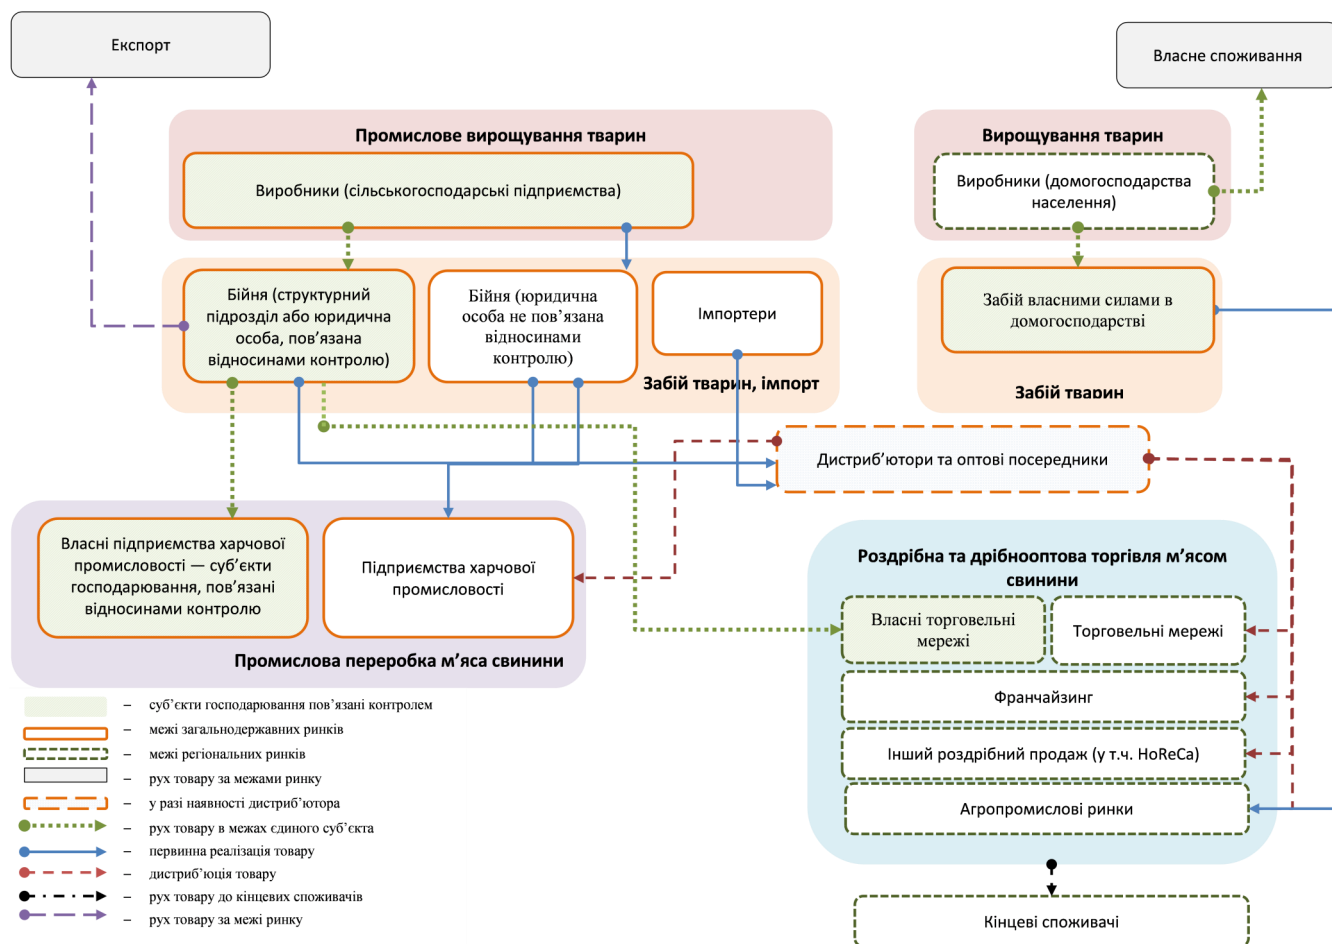 Експорт
Власне споживання
Промислове вирощування тварин
Виробники (сільськогосподарські підприємства)
Вирощування тварин
Виробники (домогосподарства
населення)
Бійня (структурний
підрозділ або юридична
особа, пов’язана
відносинами контролю)
Бійня (юридична
особа не пов’язана
відносинами
контролю)
Імпортери
Забій тварин, імпорт
Забій власними силами в
домогосподарстві
Забій тварин
Дистриб’ютори та оптові посередники
Власні підприємства харчової
промисловості — суб’єкти
господарювання, пов’язані
відносинами контролю
Підприємства харчової
промисловості
Промислова переробка м’яса свинини
Роздрібна та дрібнооптова торгівля м’ясом
свинини
Власні торговельні
мережі
Торговельні мережі
Франчайзинг
Інший роздрібний продаж (у т.ч. HoReCa)
Агропромислові ринки
Кінцеві споживачі
– суб’єкти господарювання пов’язані контролем
– межі загальнодержавних ринків
– межі регіональних ринків
– рух товару за межами ринку
– у разі наявності дистриб’ютора
– рух товару в межах єдиного суб’єкта
– первинна реалізація товару
– дистриб’юція товару
– рух товару до кінцевих споживачів
– рух товару за межі ринку